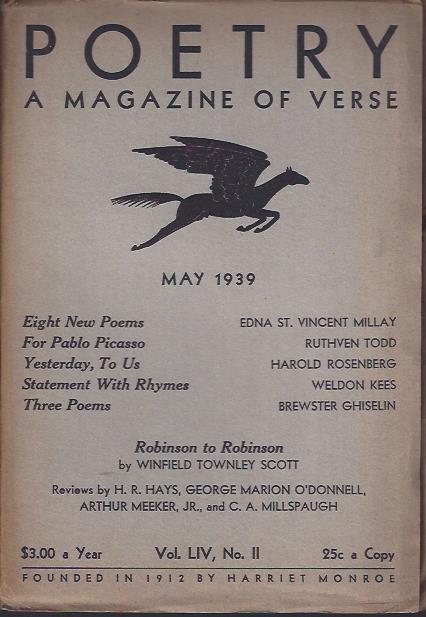 POETRY
A MAGAZINE OF VERSE
MAY 1939
Eight New Poems EDNA ST. VINCENT MILLAY
For Pablo Picasso RUTHVEN TODD
Yesterday, To Us HAROLD ROSENBERG
Statement With Rhymes WELDON KEES
Three Poems BREWSTER GHISELIN
Robinson to Robinson
by WINFIELD TOWNLEY SCOTT
Reviews by H. R. HAYS, GEORGE MARION O'DONNELL,
ARTHUR MEEKER, JR., and C. A. MILLSPAUGH
$3.00 a Year Vol. LIV, No. II 25c a Copy
FOUNDED IN 1912 BY HARRIET MONROE